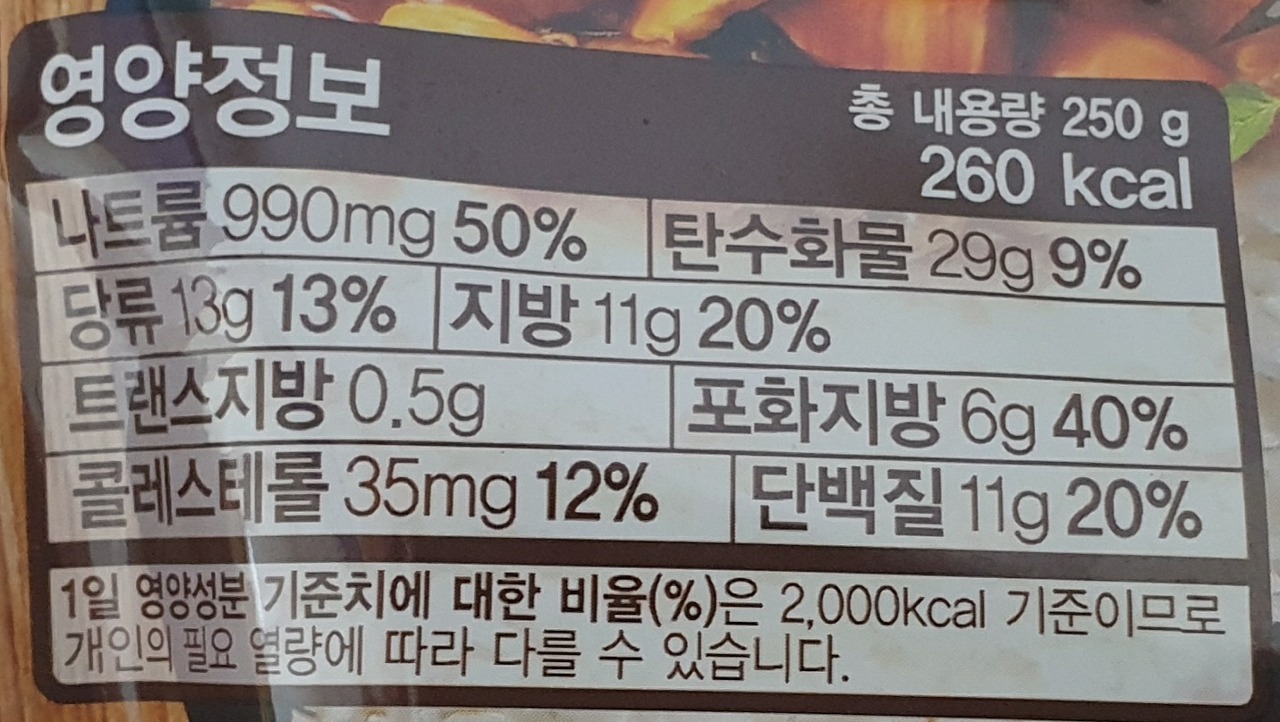 영양정보
총 내용량 250 g
260 kcal
나트륨 990mg 50% 탄수화물 29g 9%
당류 13g 13% 지방 11g 20%
트랜스지방 0.5g 포화지방 6g 40%
콜레스테롤 35mg 12% 단백질 11g 20%
1일 영양성분 기준치에 대한 비율(%)은 2,000kcal 기준이므로
개인의 필요 열량에 따라 다를 수 있습니다.